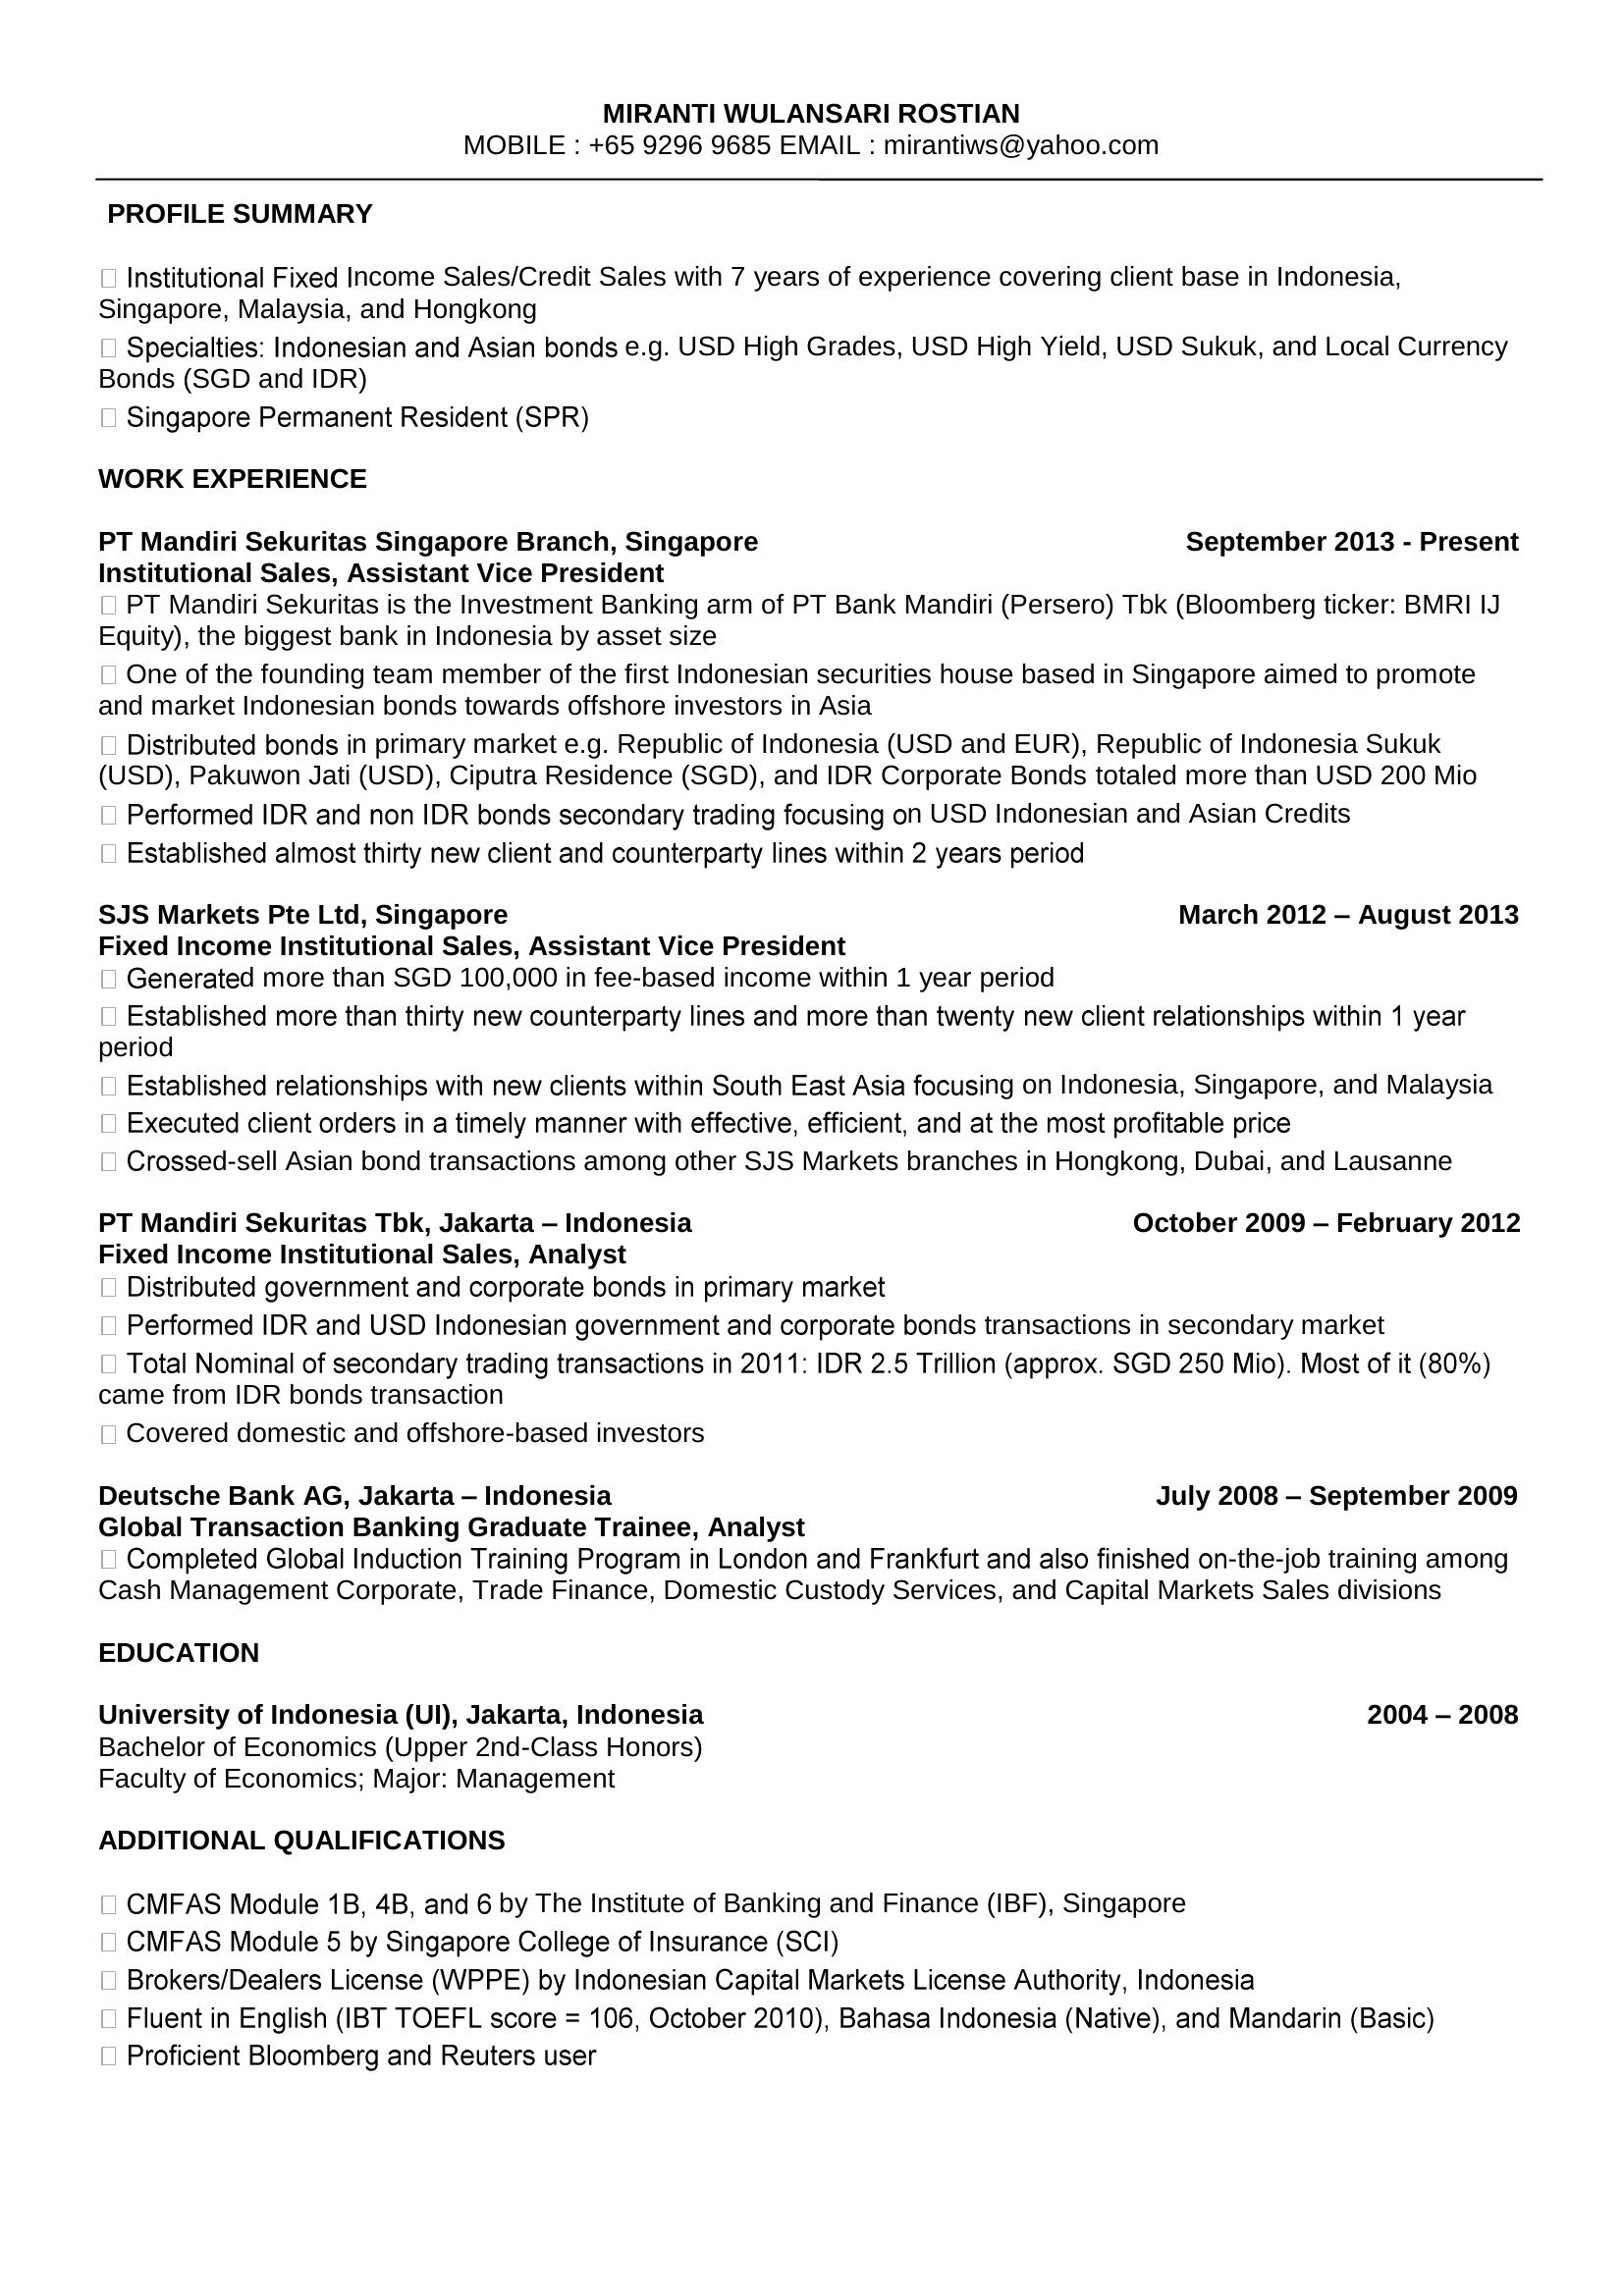 MIRANTI WULANSARI ROSTIAN
MOBILE : +65 9296 9685 EMAIL : mirantiws@yahoo.com
PROFILE SUMMARY
 Institutional Fixed Income Sales/Credit Sales with 7 years of experience covering client base in Indonesia,
Singapore, Malaysia, and Hongkong
 Specialties: Indonesian and Asian bonds e.g. USD High Grades, USD High Yield, USD Sukuk, and Local Currency
Bonds (SGD and IDR)
 Singapore Permanent Resident (SPR)
WORK EXPERIENCE
PT Mandiri Sekuritas Singapore Branch, Singapore September 2013 - Present
Institutional Sales, Assistant Vice President
 PT Mandiri Sekuritas is the Investment Banking arm of PT Bank Mandiri (Persero) Tbk (Bloomberg ticker: BMRI IJ
Equity), the biggest bank in Indonesia by asset size
 One of the founding team member of the first Indonesian securities house based in Singapore aimed to promote
and market Indonesian bonds towards offshore investors in Asia
 Distributed bonds in primary market e.g. Republic of Indonesia (USD and EUR), Republic of Indonesia Sukuk
(USD), Pakuwon Jati (USD), Ciputra Residence (SGD), and IDR Corporate Bonds totaled more than USD 200 Mio
 Performed IDR and non IDR bonds secondary trading focusing on USD Indonesian and Asian Credits
 Established almost thirty new client and counterparty lines within 2 years period
SJS Markets Pte Ltd, Singapore March 2012 – August 2013
Fixed Income Institutional Sales, Assistant Vice President
 Generated more than SGD 100,000 in fee-based income within 1 year period
 Established more than thirty new counterparty lines and more than twenty new client relationships within 1 year
period
 Established relationships with new clients within South East Asia focusing on Indonesia, Singapore, and Malaysia
 Executed client orders in a timely manner with effective, efficient, and at the most profitable price
 Crossed-sell Asian bond transactions among other SJS Markets branches in Hongkong, Dubai, and Lausanne
PT Mandiri Sekuritas Tbk, Jakarta – Indonesia October 2009 – February 2012
Fixed Income Institutional Sales, Analyst
 Distributed government and corporate bonds in primary market
 Performed IDR and USD Indonesian government and corporate bonds transactions in secondary market
 Total Nominal of secondary trading transactions in 2011: IDR 2.5 Trillion (approx. SGD 250 Mio). Most of it (80%)
came from IDR bonds transaction
 Covered domestic and offshore-based investors
Deutsche Bank AG, Jakarta – Indonesia July 2008 – September 2009
Global Transaction Banking Graduate Trainee, Analyst
 Completed Global Induction Training Program in London and Frankfurt and also finished on-the-job training among
Cash Management Corporate, Trade Finance, Domestic Custody Services, and Capital Markets Sales divisions
EDUCATION
University of Indonesia (UI), Jakarta, Indonesia 2004 – 2008
Bachelor of Economics (Upper 2nd-Class Honors)
Faculty of Economics; Major: Management
ADDITIONAL QUALIFICATIONS
 CMFAS Module 1B, 4B, and 6 by The Institute of Banking and Finance (IBF), Singapore
 CMFAS Module 5 by Singapore College of Insurance (SCI)
 Brokers/Dealers License (WPPE) by Indonesian Capital Markets License Authority, Indonesia
 Fluent in English (IBT TOEFL score = 106, October 2010), Bahasa Indonesia (Native), and Mandarin (Basic)
 Proficient Bloomberg and Reuters user